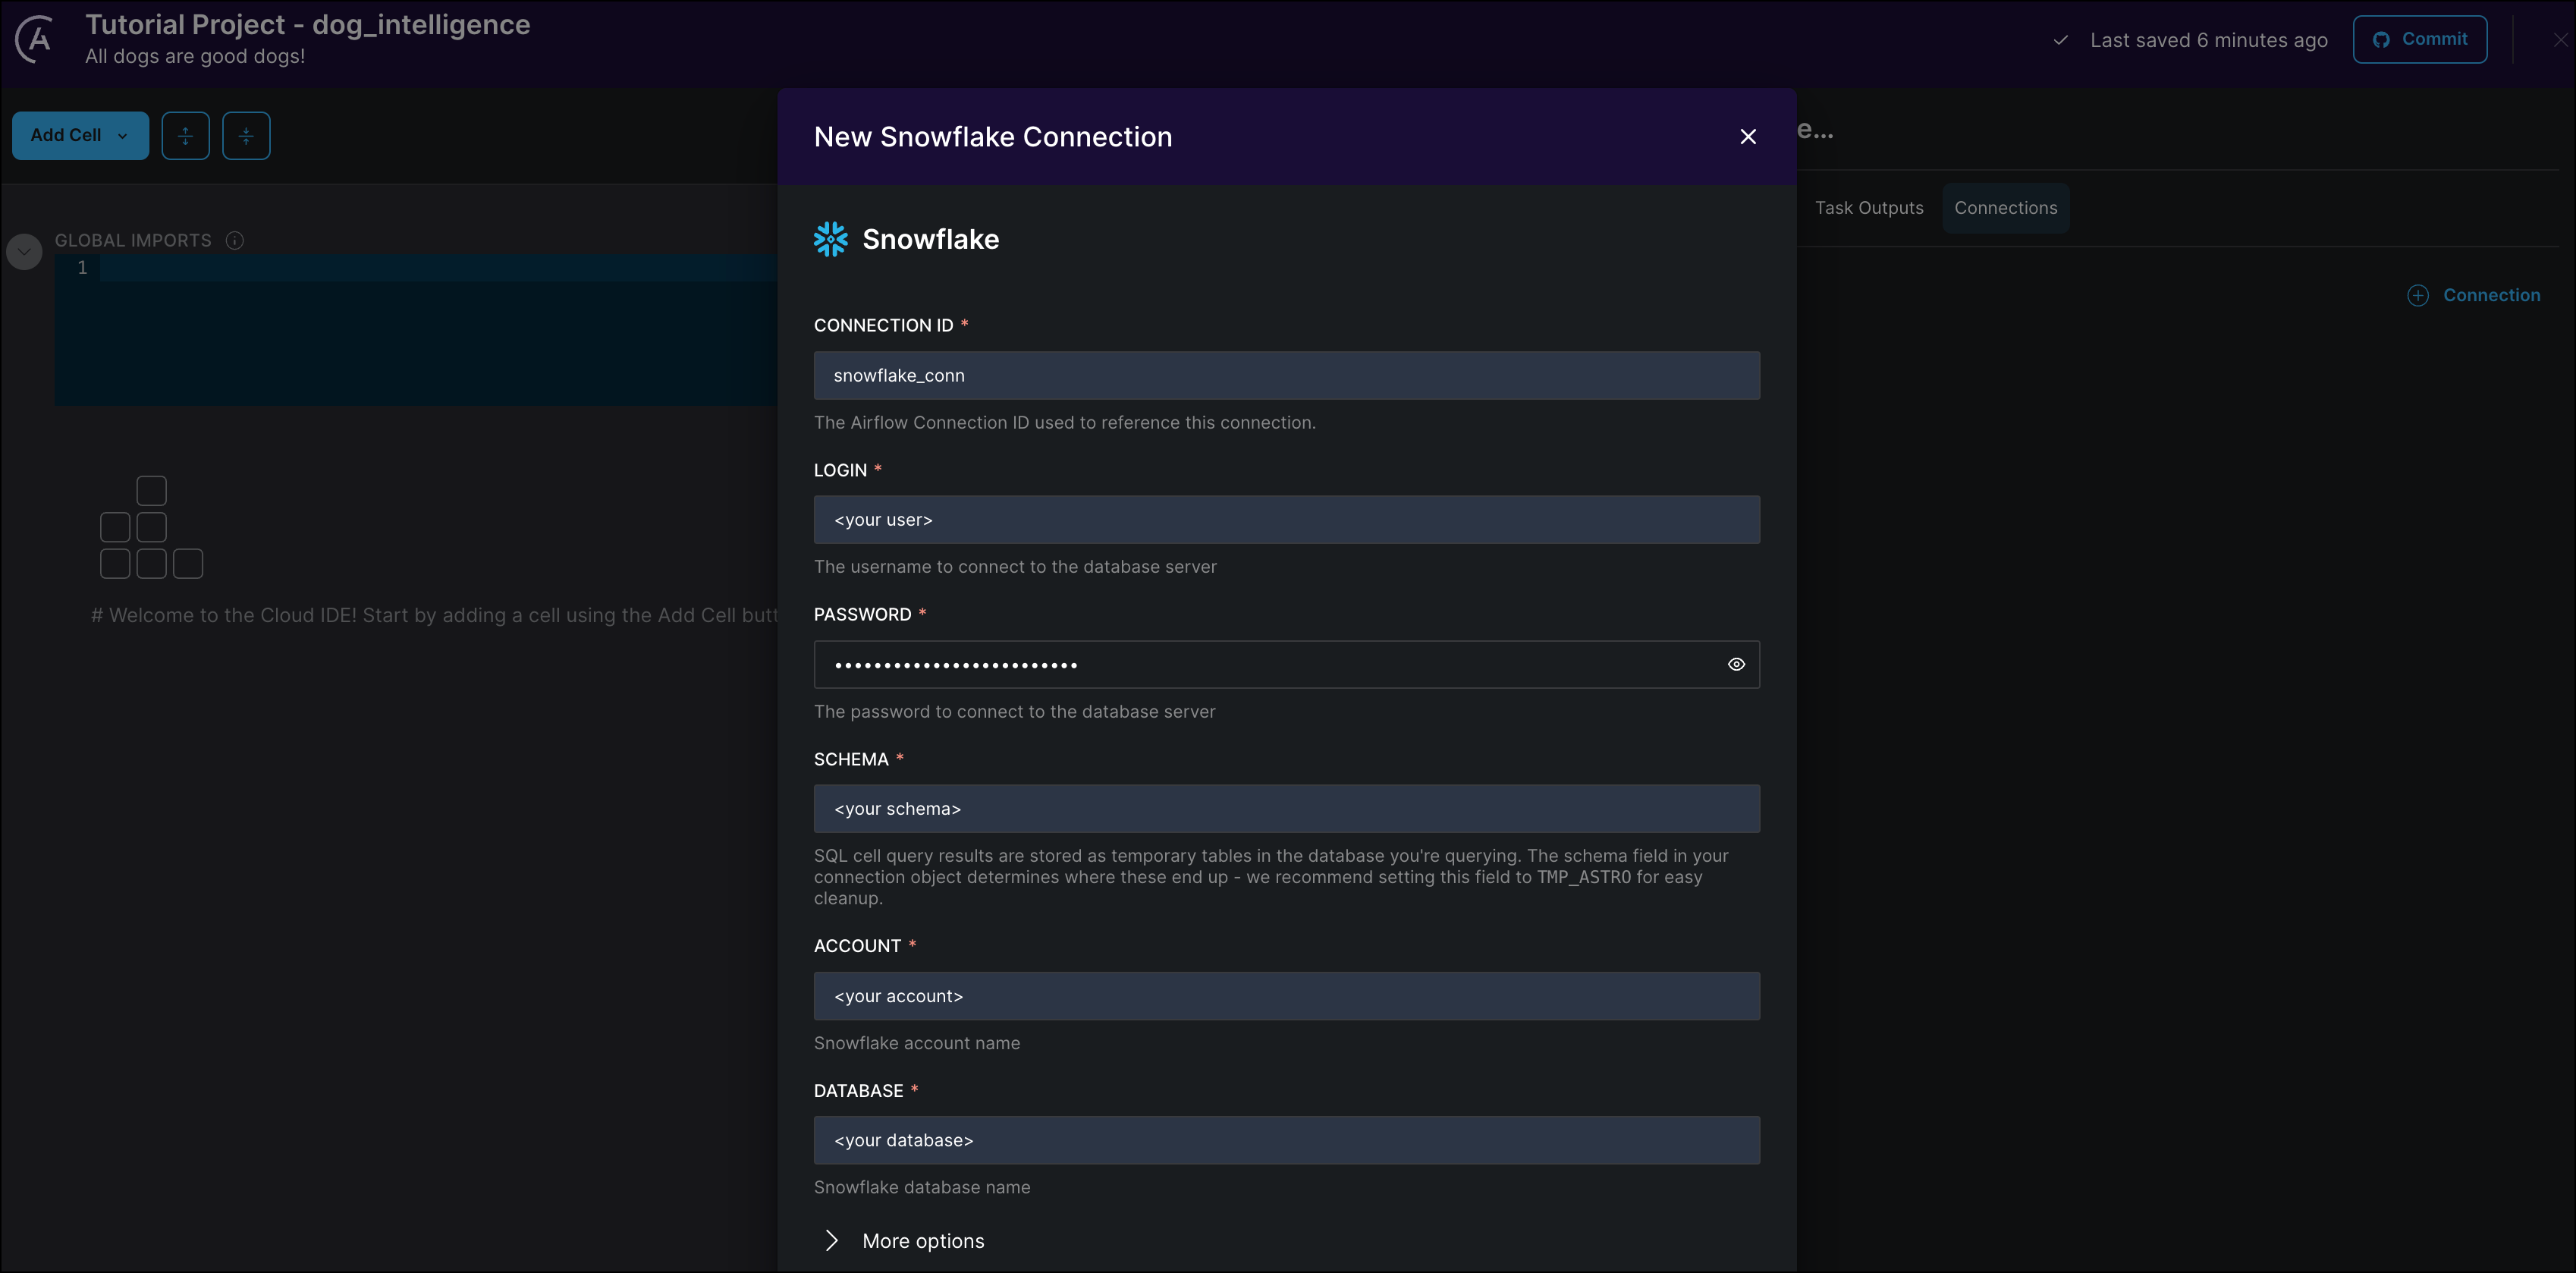 Tutorial Project - dog_intelligence
All dogs are good dogs!
Last saved 6 minutes ago
Commit
Add Cell
New Snowflake Connection
e...
Task Outputs
Connections
Connection
GLOBAL IMPORTS
1
# Welcome to the Cloud IDE! Start by adding a cell using the Add Cell butt
Snowflake
CONNECTION ID *
snowflake_conn
The Airflow Connection ID used to reference this connection.
LOGIN *
<your user>
The username to connect to the database server
PASSWORD *
•••••••••••••••••••••••••
The password to connect to the database server
SCHEMA *
<your schema>
SQL cell query results are stored as temporary tables in the database you're querying. The schema field in your
connection object determines where these end up - we recommend setting this field to TMP_ASTRO for easy
cleanup.
ACCOUNT *
<your account>
Snowflake account name
DATABASE *
<your database>
Snowflake database name
More options